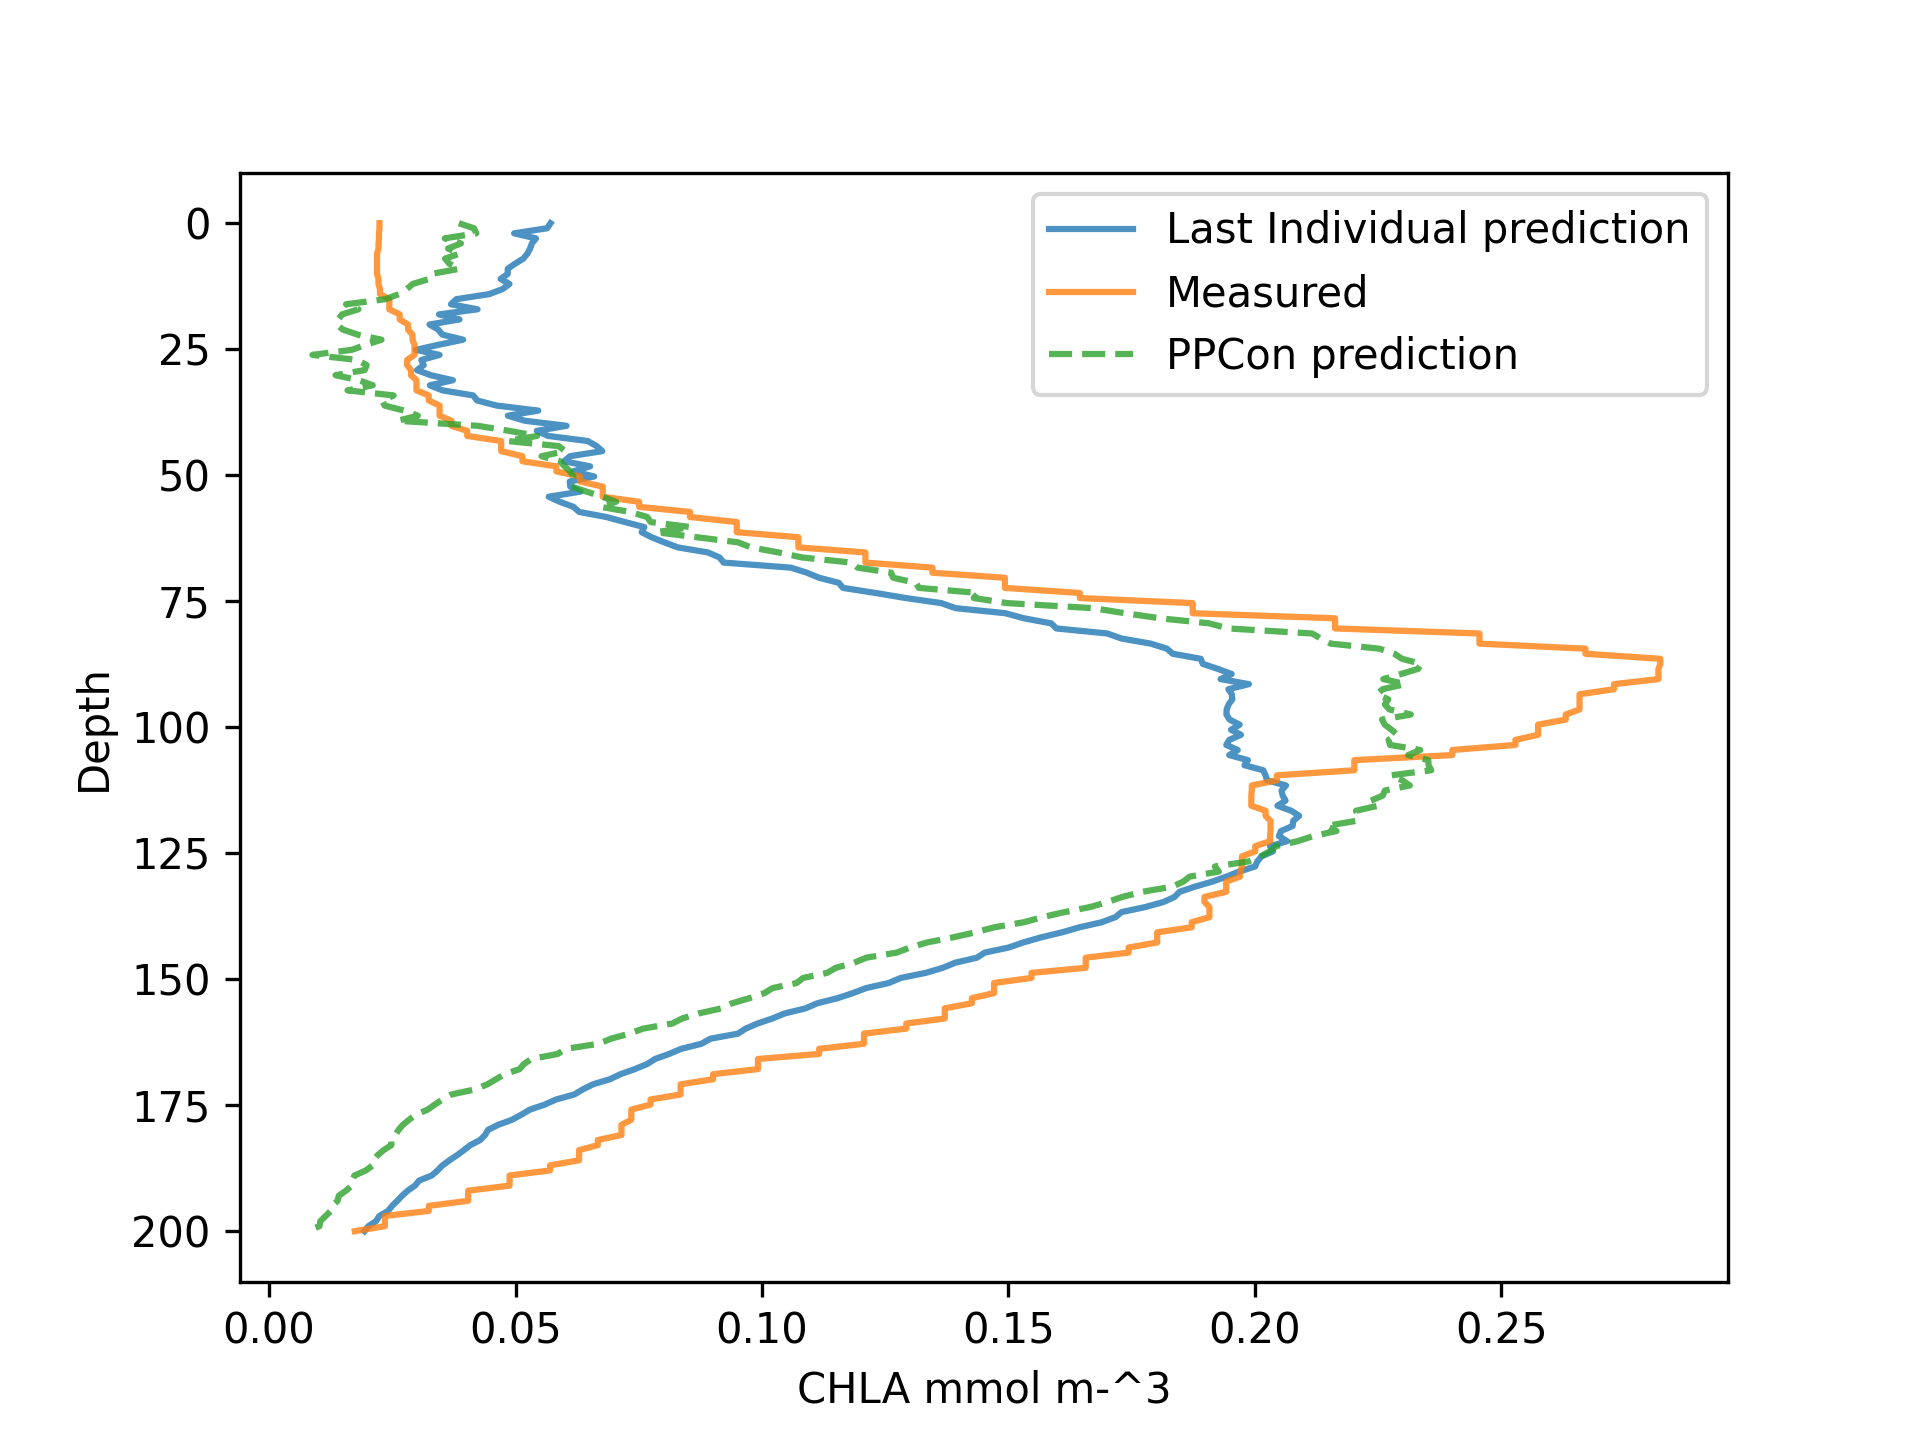 Last Individual prediction
Measured
PPCon prediction
Depth
0
25
50
75
100
125
150
175
200
0.00 0.05 0.10 0.15 0.20 0.25
CHLA mmol m-^3